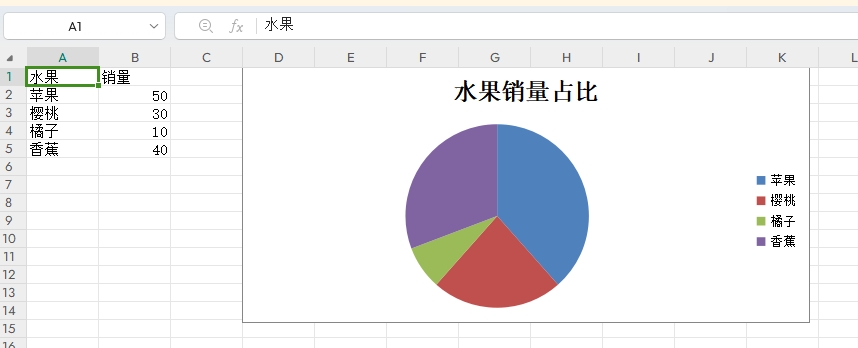 A1
fx
水果
A B C D E F G H I J K L
1 水果 销量
2 苹果 50
3 樱桃 30
4 橘子 10
5 香蕉 40
6
7
8
9
10
11
12
13
14
15
16
水果销量占比
苹果
樱桃
橘子
香蕉